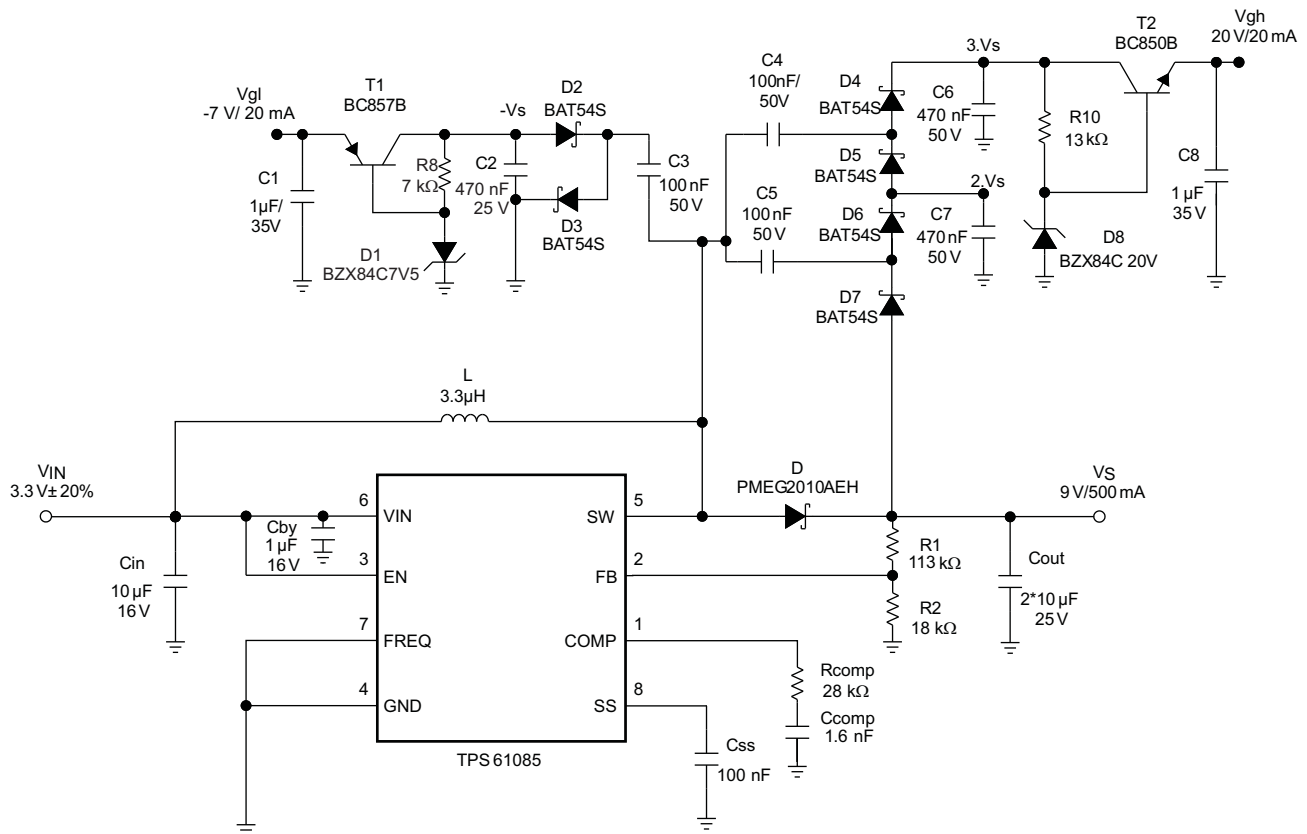 T2
BC850B
Vgh
20 V/20 mA
3.Vs
C4
100nF/
50V
D4
BAT54S
C6
470 nF
50 V
R10
13 kΩ
C8
1 µF
35 V
Vgl
-7 V/ 20 mA
T1
BC857B
-Vs
D2
BAT54S
C1
1 µF/
35V
R8
7 kΩ
C2
470 nF
25 V
C3
100 nF
50 V
D3
BAT54S
D1
BZX84C7V5
D5
BAT54S
2.Vs
C5
100 nF
50 V
D6
BAT54S
C7
470 nF
50 V
D8
BZX84C 20V
D7
BAT54S
L
3.3 µH
VIN
3.3 V± 20%
D
PMEG2010AEH
VS
9 V/500 mA
6
VIN
SW
5
Cby
1 µF
16 V
Cin
10 µF
16 V
3
EN
FB
2
R1
113 kΩ
R2
18 kΩ
Cout
2*10 µF
25 V
7
FREQ
COMP
1
Rcomp
28 kΩ
4
GND
SS
8
Ccomp
1.6 nF
Css
100 nF
TPS 61085